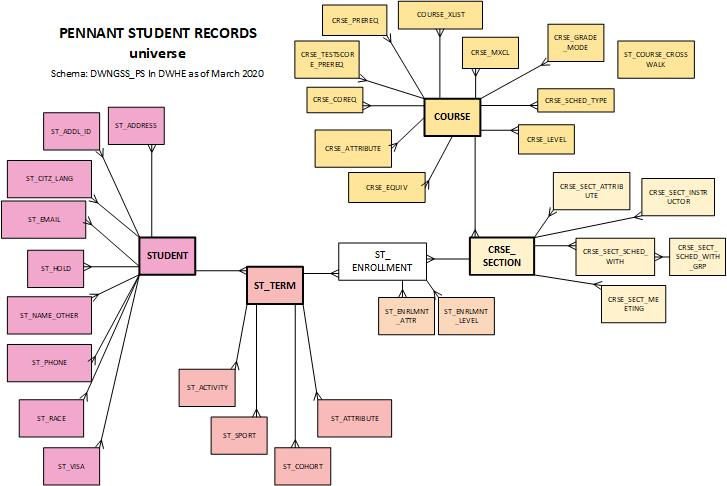 PENNANT STUDENT RECORDS
universe
Schema: DWNGSS_PS In DWHE as of March 2020
CRSE_PREREQ
COURSE_XLIST
CRSE_TESTSCOR
E_PREREQ
CRSE_MXCL
CRSE_GRADE
_MODE
ST_COURSE_CROSS
WALK
CRSE_COREQ
COURSE
CRSE_SCHED_TYPE
CRSE_ATTRIBUTE
CRSE_LEVEL
CRSE_EQUIV
ST_ADDL_ID
ST_ADDRESS
ST_CITZ_LANG
ST_EMAIL
ST_HOLD
ST_NAME_OTHER
ST_PHONE
ST_RACE
ST_VISA
STUDENT
ST_TERM
ST_
ENROLLMENT
CRSE_
SECTION
CRSE_SECT_ATTRIB
UTE
CRSE_SECT_INSTR
UCTOR
CRSE_SECT_SCHED_
WITH
CRSE_SECT_
SCHED_WITH
_GRP
CRSE_SECT_ME
ETING
ST_ENRLMNT
_ATTR
ST_ENRLMNT
_LEVEL
ST_ACTIVITY
ST_SPORT
ST_COHORT
ST_ATTRIBUTE